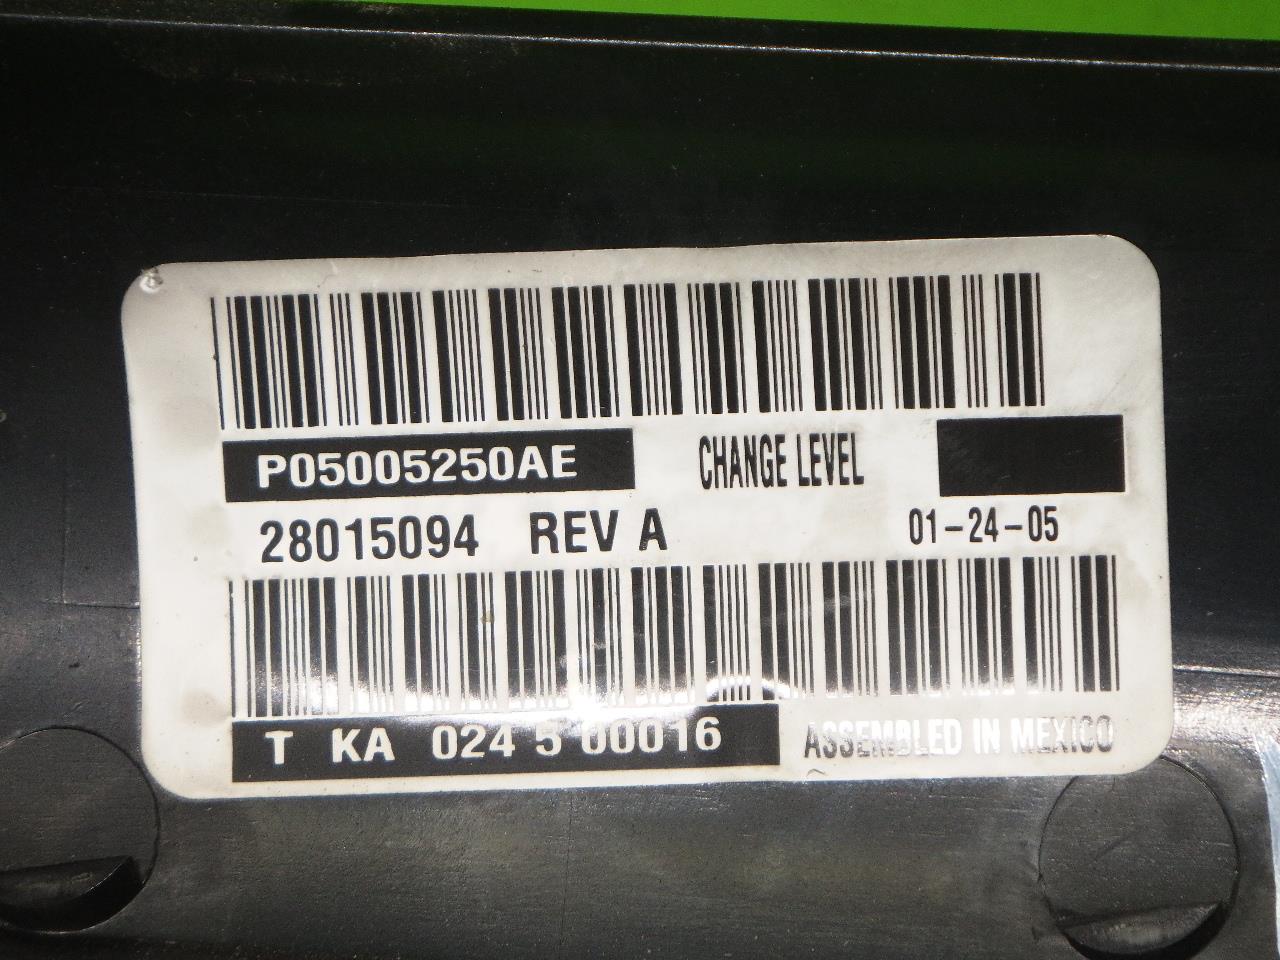 P05005250AE CHANGE LEVEL
28015094 REV A 01-24-05
T KA 024 5 00016 ASSEMBLED IN MEXICO